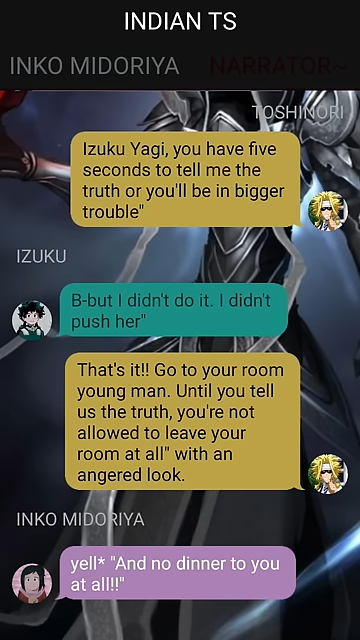 INDIAN TS
INKO MIDORIYA NARRATOR~
TOSHINORI
Izuku Yagi, you have five
seconds to tell me the
truth or you'll be in bigger
trouble"
IZUKU
B-but I didn't do it. I didn't
push her"
That's it!! Go to your room
young man. Until you tell
us the truth, you're not
allowed to leave your
room at all" with an
angered look.
INKO MIDORIYA
yell* "And no dinner to you
at all!!"